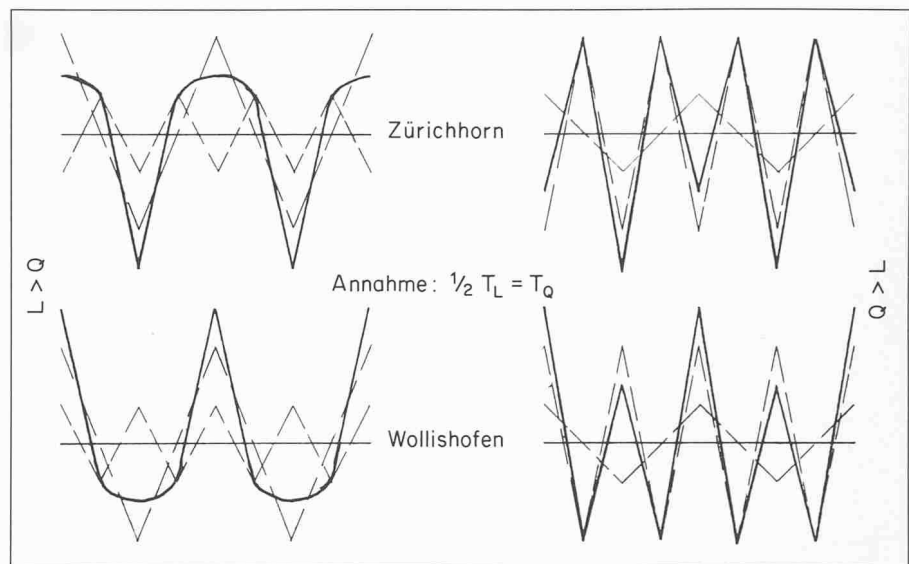 Zürichhorn
L > Q
Annahme: ½ T_L = T_Q
Q > L
Wollishofen